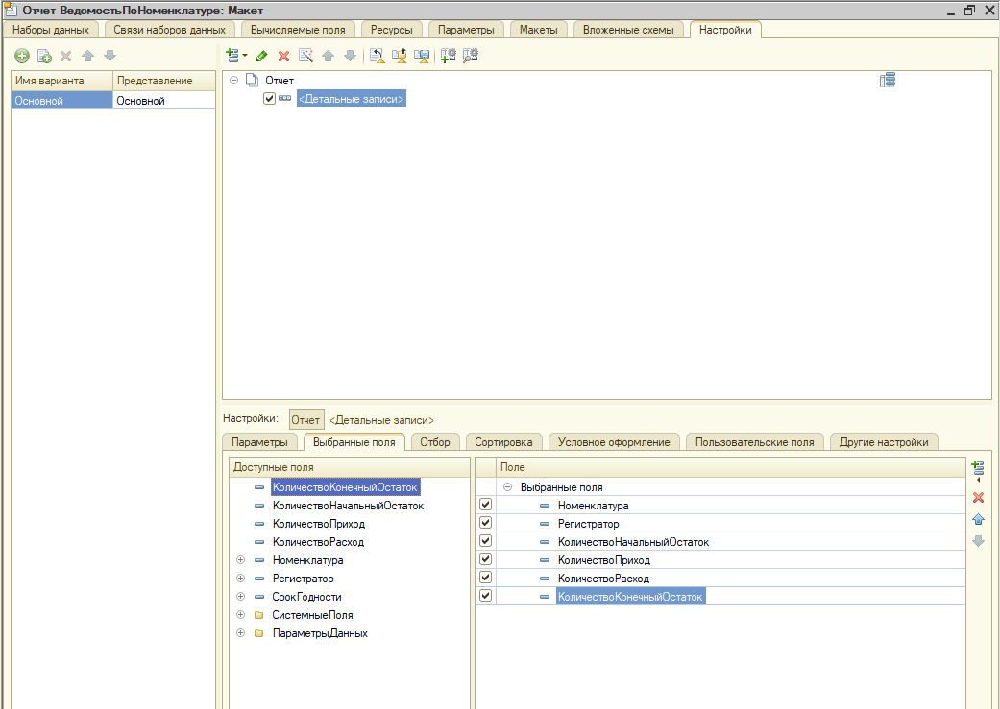 Отчет ВедомостьПоНоменклатуре: Макет
Наборы данных Связи наборов данных Вычисляемые поля Ресурсы Параметры Макеты Вложенные схемы Настройки
Имя варианта Представление
Основной Основной
Отчет
<Детальные записи>
Настройки: Отчет <Детальные записи>
Параметры Выбранные поля Отбор Сортировка Условное оформление Пользовательские поля Другие настройки
Доступные поля
КоличествоКонечныйОстаток
КоличествоНачальныйОстаток
КоличествоПриход
КоличествоРасход
Номенклатура
Регистратор
СрокГодности
СистемныеПоля
ПараметрыДанных
Поле
Выбранные поля
Номенклатура
Регистратор
КоличествоНачальныйОстаток
КоличествоПриход
КоличествоРасход
КоличествоКонечныйОстаток